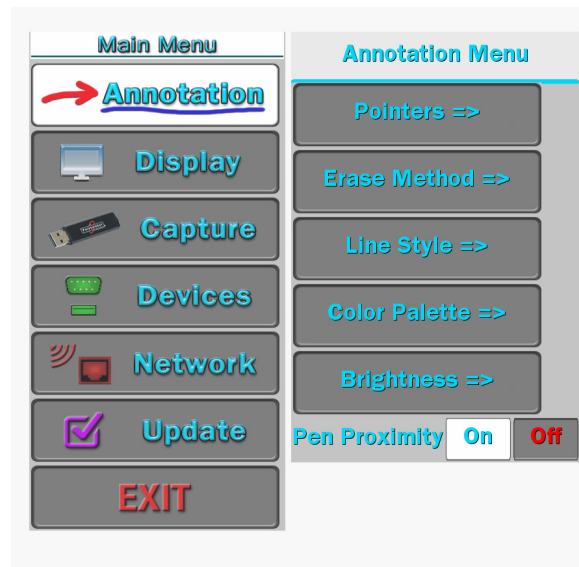 Main Menu
Annotation
Display
Capture
Devices
Network
Update
EXIT
Annotation Menu
Pointers =>
Erase Method =>
Line Style =>
Color Palette =>
Brightness =>
Pen Proximity On Off